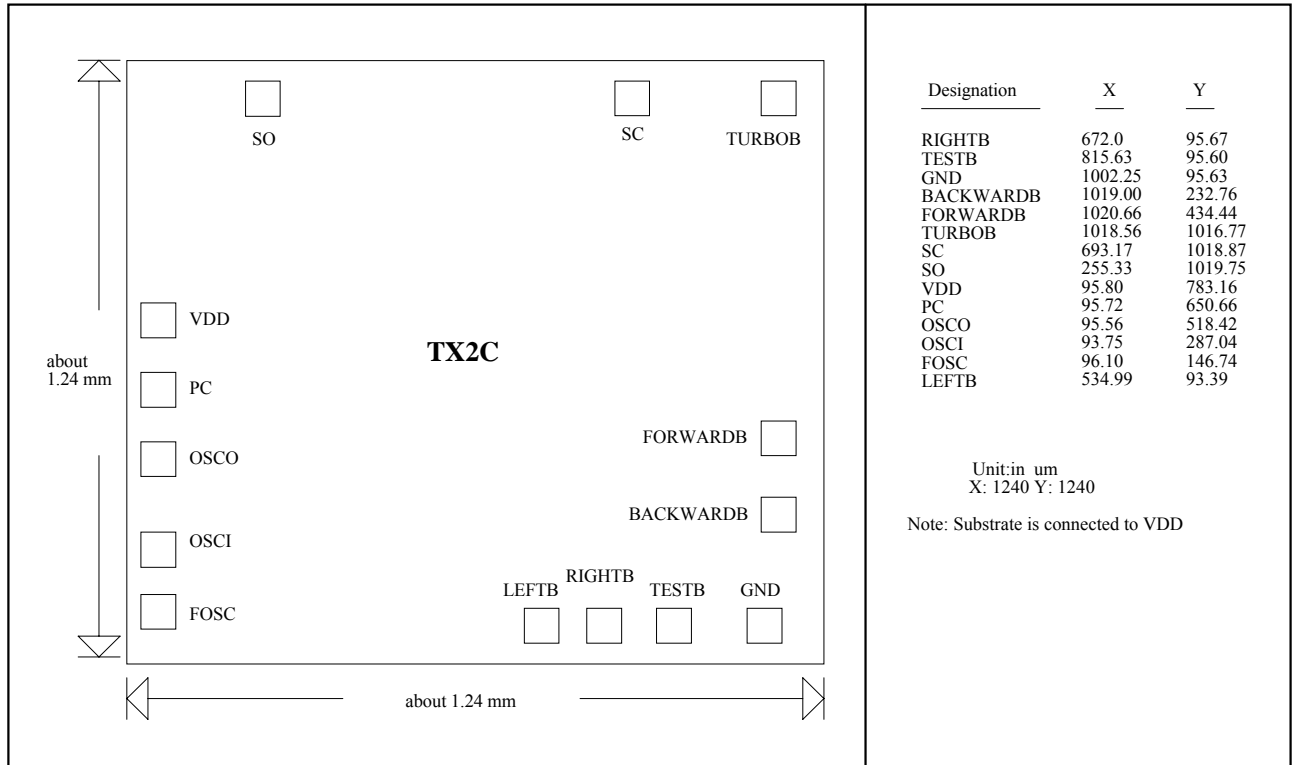 SO
SC
TURBOB
VDD
about
1.24 mm
TX2C
PC
OSCO
FORWARDB
BACKWARDB
OSCI
RIGHTB
LEFTB
TESTB
GND
FOSC
about 1.24 mm
Designation X Y
RIGHTB 672.0 95.67
TESTB 815.63 95.60
GND 1002.25 95.63
BACKWARDB 1019.00 232.76
FORWARDB 1020.66 434.44
TURBOB 1018.56 1016.77
SC 693.17 1018.87
SO 255.33 1019.75
VDD 95.80 783.16
PC 95.72 650.66
OSCO 95.56 518.42
OSCI 93.75 287.04
FOSC 96.10 146.74
LEFTB 534.99 93.39
Unit:in um
X: 1240 Y: 1240
Note: Substrate is connected to VDD